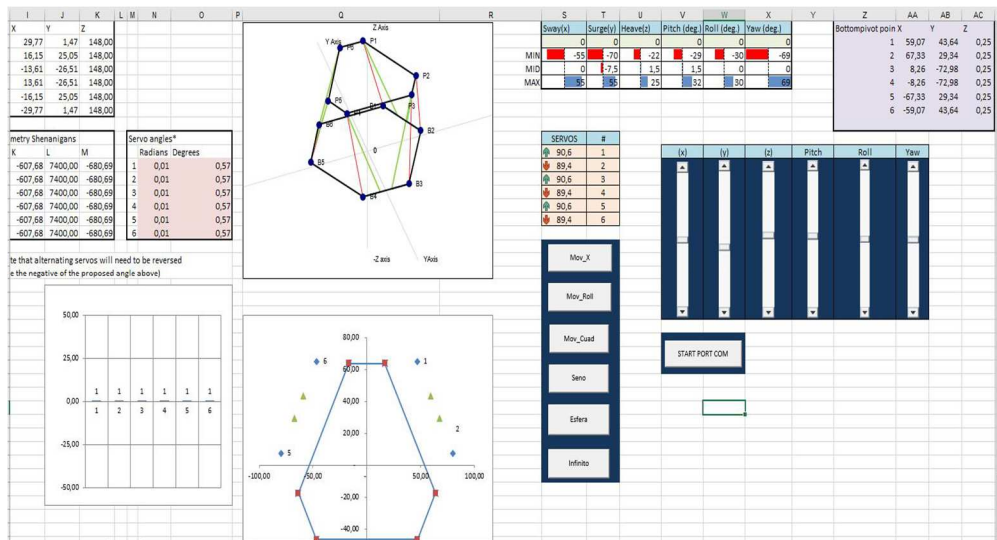 I J K L M N O P Q R S T U V W X Y Z AA AB AC
X Y Z
29,77 1,47 148,00
16,15 25,05 148,00
-13,61 -26,51 148,00
-13,61 -26,51 148,00
-16,15 25,05 148,00
-29,77 1,47 148,00
metry Shenanigans
K L M
-607,68 7400,00 -680,69
-607,68 7400,00 -680,69
-607,68 7400,00 -680,69
-607,68 7400,00 -680,69
-607,68 7400,00 -680,69
-607,68 7400,00 -680,69
Servo angles*
Radians Degrees
1 0,01 0,57
2 0,01 0,57
3 0,01 0,57
4 0,01 0,57
5 0,01 0,57
6 0,01 0,57
te that alternating servos will need to be reversed
e the negative of the proposed angle above)
50,00
25,00
0,00
-25,00
-50,00
1 1 1 1 1 1
1 2 3 4 5 6
Z Axis
Y Axis
P1
P6
P2
P5
P3
B1
B6
B2
0
B5
B3
B4
-Z axis
YAxis
80,00
6 1
60,00
40,00
2
20,00
5
-100,00 -50,00 - 50,00 100,00
-20,00
-40,00
Sway(x) Surge(y) Heave(z) Pitch (deg.) Roll (deg.) Yaw (deg.)
0 0 0 0 0 0
MIN -55 -70 -22 -29 -30 -69
MID 0 -7,5 1,5 1,5 0 0
MAX 55 55 25 32 30 69
SERVOS #
90,6 1
89,4 2
90,6 3
89,4 4
90,6 5
89,4 6
Mov_X
Mov_Roll
Mov_Cuad
Seno
Esfera
Infinito
(x) (y) (z) Pitch Roll Yaw
START PORT COM
Bottompivot poin X Y Z
1 59,07 43,64 0,25
2 67,33 29,34 0,25
3 8,26 -72,98 0,25
4 -8,26 -72,98 0,25
5 -67,33 29,34 0,25
6 -59,07 43,64 0,25